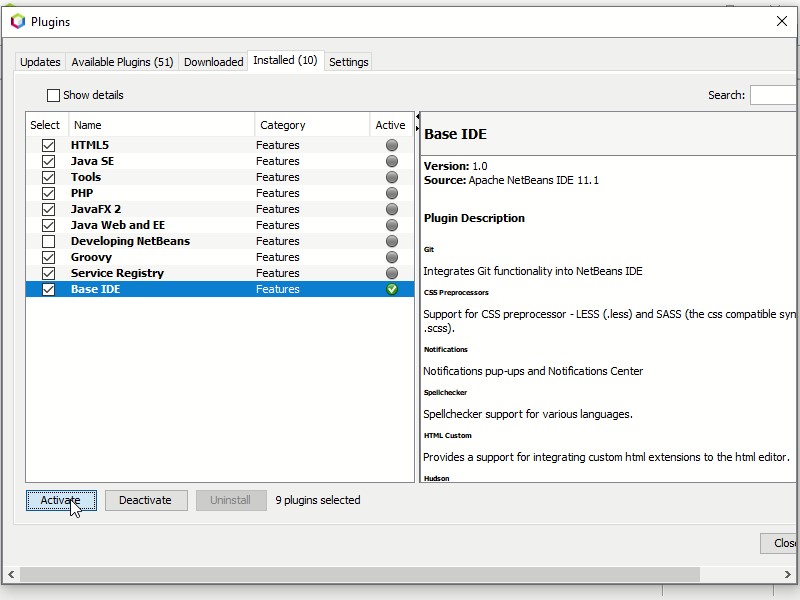 Plugins
Updates Available Plugins (51) Downloaded Installed (10) Settings
Show details Search:
Select Name Category Active
HTML5 Features
Java SE Features
Tools Features
PHP Features
JavaFX 2 Features
Java Web and EE Features
Developing NetBeans Features
Groovy Features
Service Registry Features
Base IDE Features
Base IDE
Version: 1.0
Source: Apache NetBeans IDE 11.1
Plugin Description
Git
Integrates Git functionality into NetBeans IDE
CSS Preprocessors
Support for CSS preprocessor - LESS (.less) and SASS (the css compatible syn
.scss).
Notifications
Notifications pup-ups and Notifications Center
Spellchecker
Spellchecker support for various languages.
HTML Custom
Provides a support for integrating custom html extensions to the html editor.
Hudson
Activate Deactivate Uninstall 9 plugins selected
Close